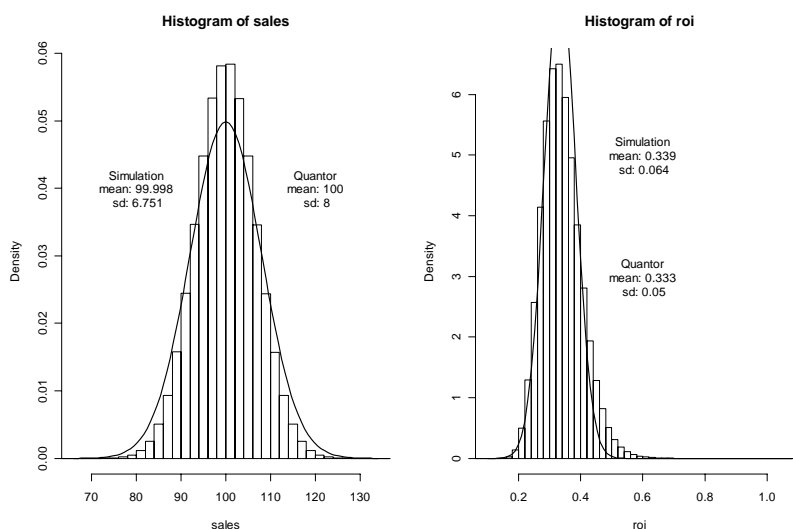 Histogram of sales
0.06
0.05
0.04
0.03
0.02
0.01
0.00
Density
Simulation
mean: 99.998
sd: 6.751
Quantor
mean: 100
sd: 8
70 80 90 100 110 120 130
sales
Histogram of roi
6
5
4
3
2
1
0
Density
Simulation
mean: 0.339
sd: 0.064
Quantor
mean: 0.333
sd: 0.05
0.2 0.4 0.6 0.8 1.0
roi